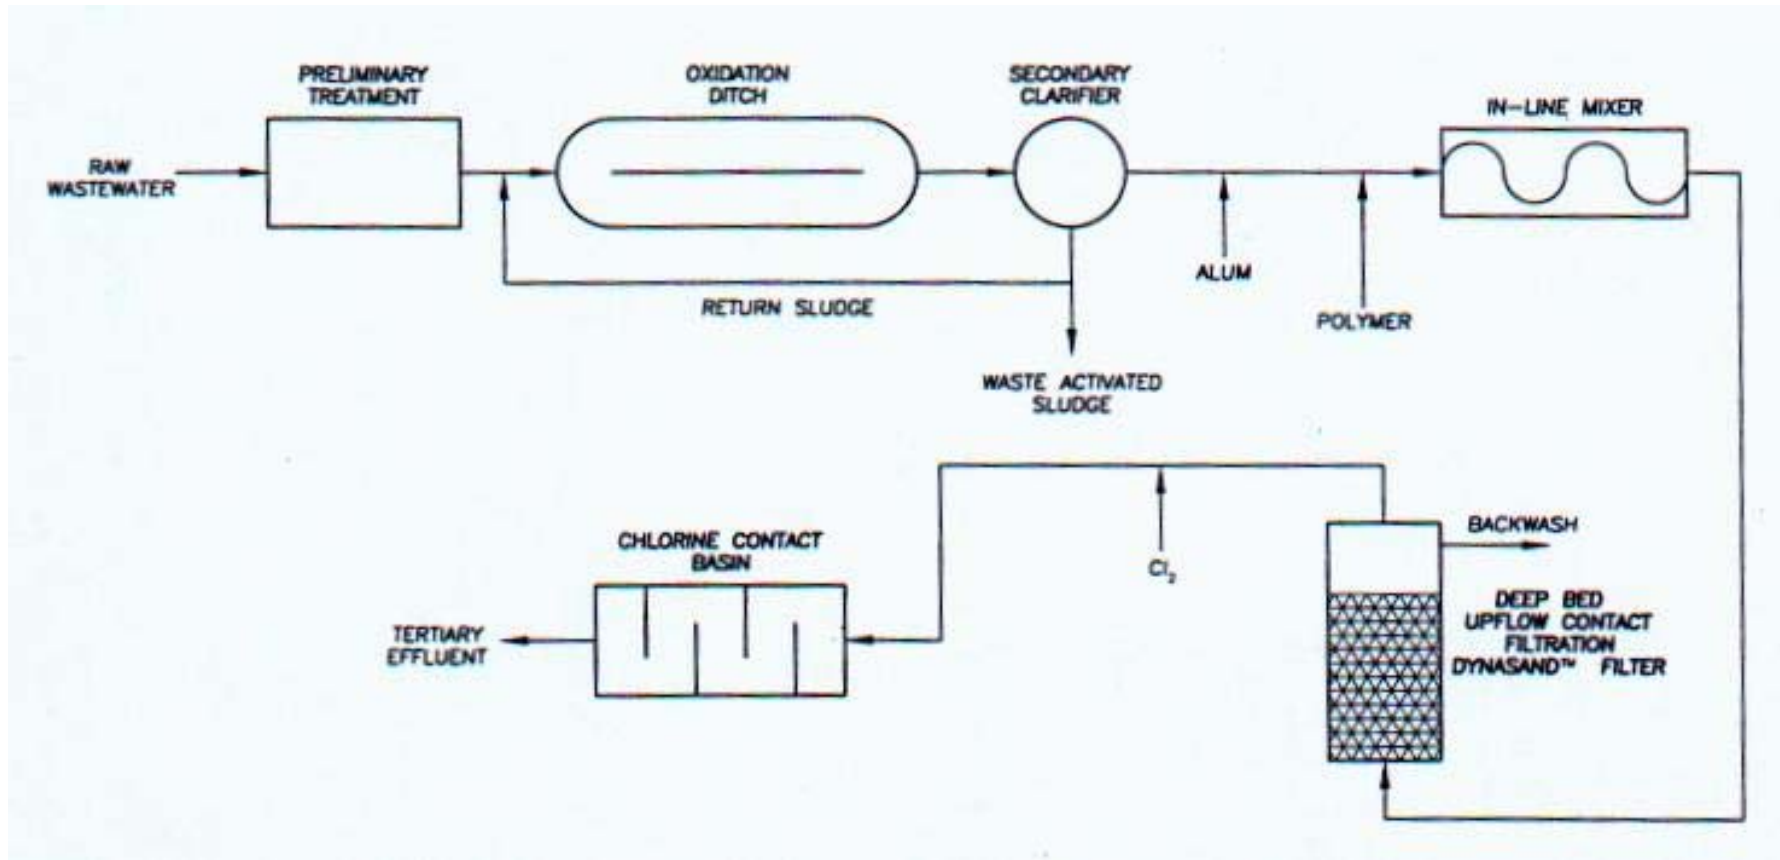 PRELIMINARY
TREATMENT
OXIDATION
DITCH
SECONDARY
CLARIFIER
IN-LINE MIXER
RAW
WASTEWATER
ALUM
RETURN SLUDGE
POLYMER
WASTE ACTIVATED
SLUDGE
BACKWASH
CHLORINE CONTACT
BASIN
Cl₂
DEEP BED
UPFLOW CONTACT
FILTRATION
DYNASAND™ FILTER
TERTIARY
EFFLUENT